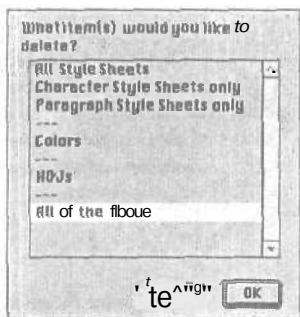 What item(s) would you like to
delete?
All Style Sheets
Character Style Sheets only
Paragraph Style Sheets only
---
Colors
---
H&Js
---
All of the flboue
OK